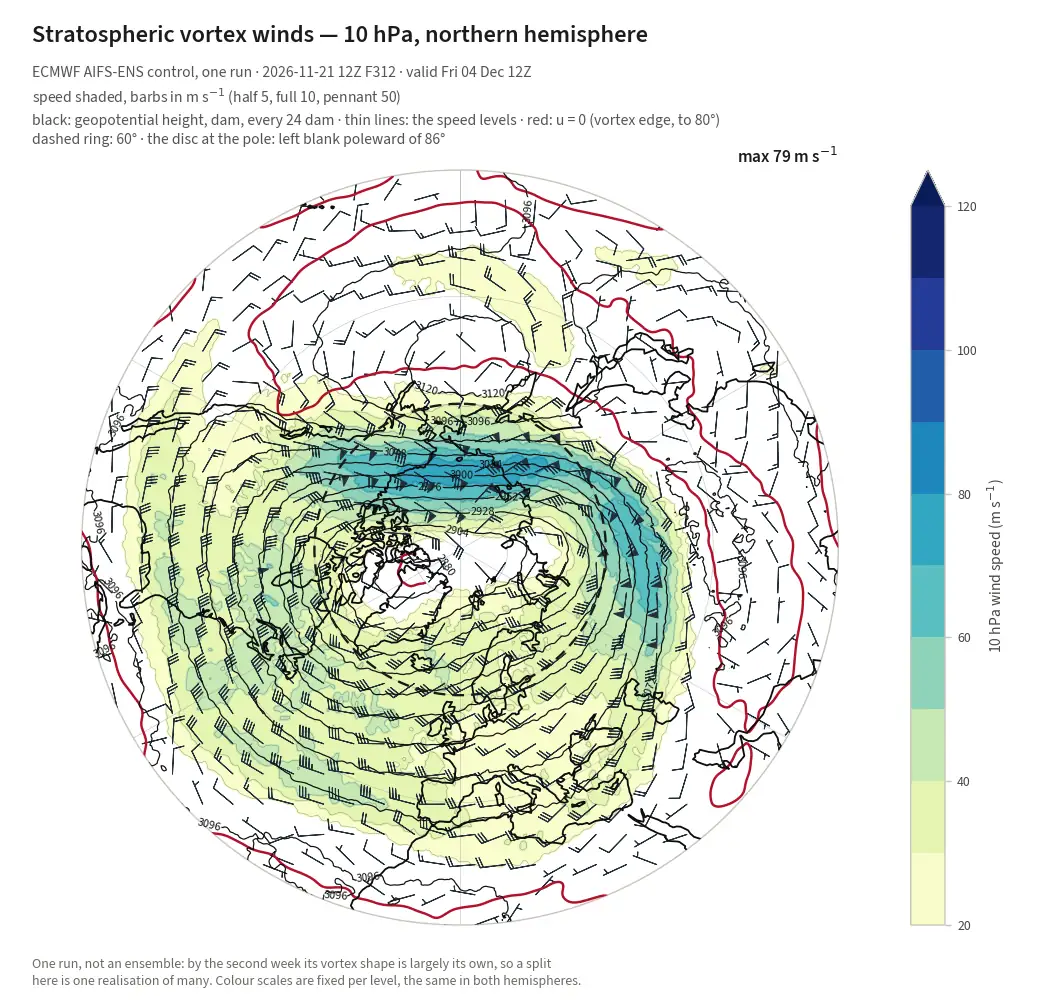 Stratospheric vortex winds — 10 hPa, northern hemisphere
ECMWF AIFS-ENS control, one run · 2026-11-21 12Z F312 · valid Fri 04 Dec 12Z
speed shaded, barbs in m s⁻¹ (half 5, full 10, pennant 50)
black: geopotential height, dam, every 24 dam · thin lines: the speed levels · red: u = 0 (vortex edge, to 80°)
dashed ring: 60° · the disc at the pole: left blank poleward of 86°
max 79 m s⁻¹
120
100
80
60
40
20
10 hPa wind speed (m s⁻¹)
3096
3120
3120
3096
3096
3096
3000
2928
2904
2880
3096
3096
3096
3096
3096
3096
One run, not an ensemble: by the second week its vortex shape is largely its own, so a split
here is one realisation of many. Colour scales are fixed per level, the same in both hemispheres.